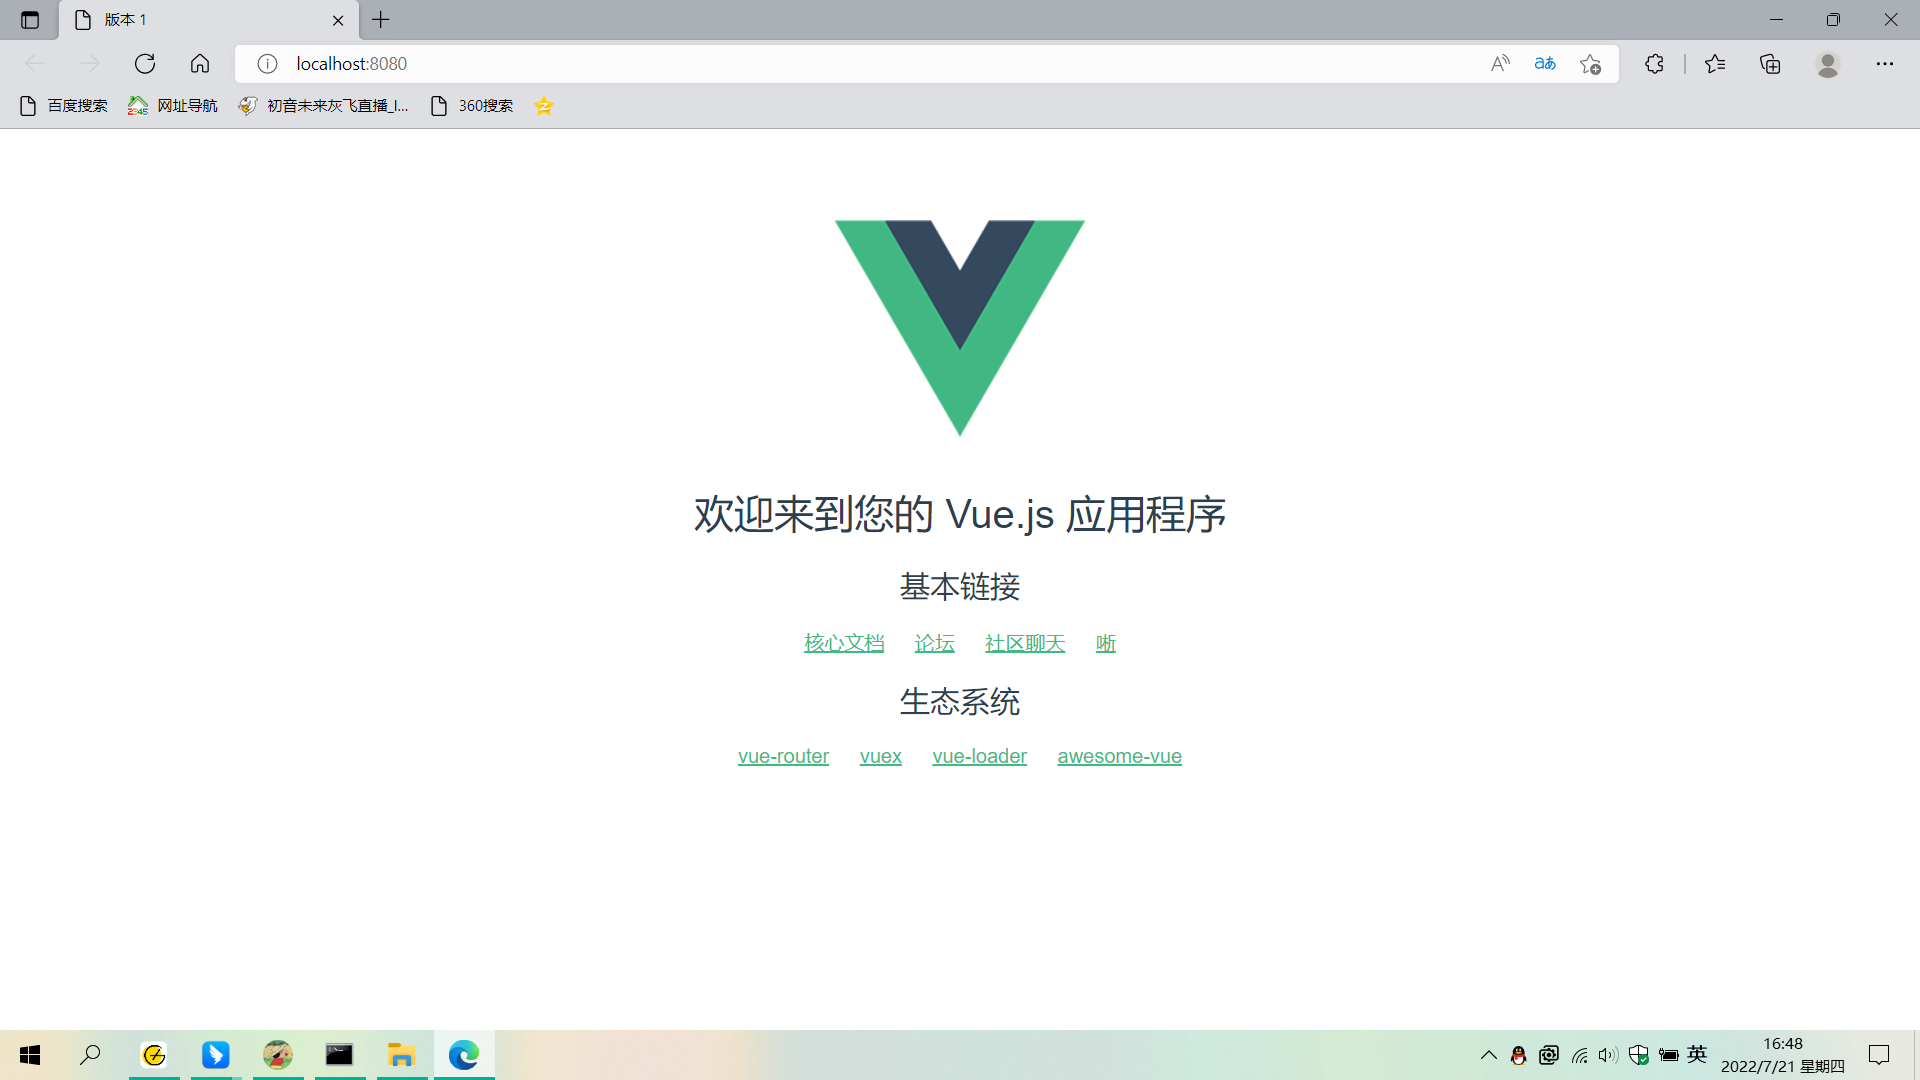 版本 1
localhost:8080
百度搜索 网址导航 初音未来灰飞直播_l... 360搜索
欢迎来到您的 Vue.js 应用程序
基本链接
核心文档 论坛 社区聊天 晰
生态系统
vue-router vuex vue-loader awesome-vue
英
16:48
2022/7/21 星期四